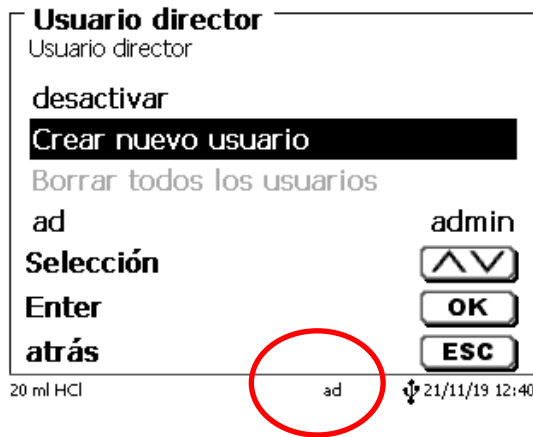 Usuario director
Usuario director
desactivar
Crear nuevo usuario
Borrar todos los usuarios
ad admin
Selección
Enter OK
atrás ESC
20 ml HCl ad 21/11/19 12:40